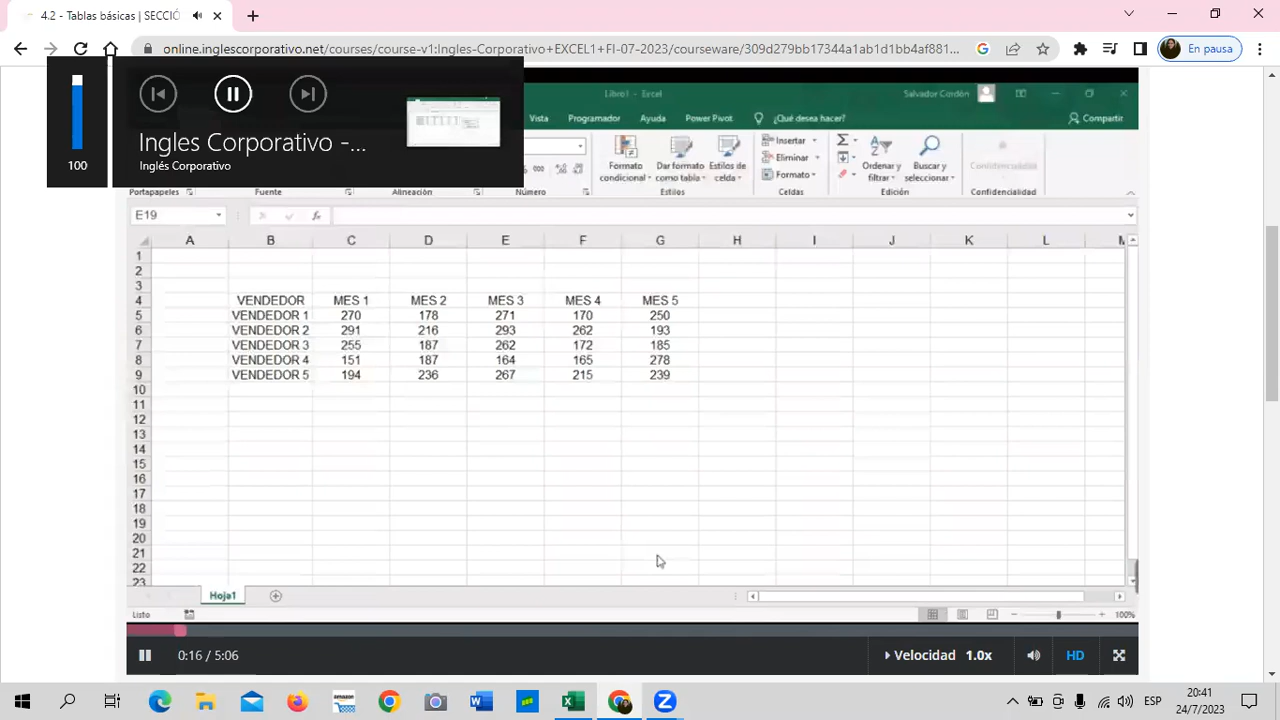 4.2 - Tablas básicas | SECCIÓ
online.inglescorporativo.net/courses/course-v1:Ingles-Corporativo+EXCEL1+FI-07-2023/courseware/309d279bc17344a1ab1d1bb4af881...
En pausa
100
Ingles Corporativo -...
Inglés Corporativo
Libro1 - Excel
Salvador Cordón
Vista Programador Ayuda Power Pivot ¿Qué desea hacer? Compartir
Formato condicional Dar formato como tabla Estilos de celda
Insertar
Eliminar
Formato
Ordenar y filtrar Buscar y seleccionar
Confidencialidad
Portapapeles Fuente Alineación Número Estilos Celdas Edición Confidencialidad
E19 fx
A B C D E F G H I J K L M
1
2
3
4 VENDEDOR MES 1 MES 2 MES 3 MES 4 MES 5
5 VENDEDOR 1 270 178 271 170 250
6 VENDEDOR 2 291 216 293 262 193
7 VENDEDOR 3 255 187 262 172 185
8 VENDEDOR 4 151 187 164 165 278
9 VENDEDOR 5 194 236 267 215 239
10
11
12
13
14
15
16
17
18
19
20
21
22
23
Hoja1
Listo 100%
0:16 / 5:06 Velocidad 1.0x HD
ESP 20:41
24/7/2023